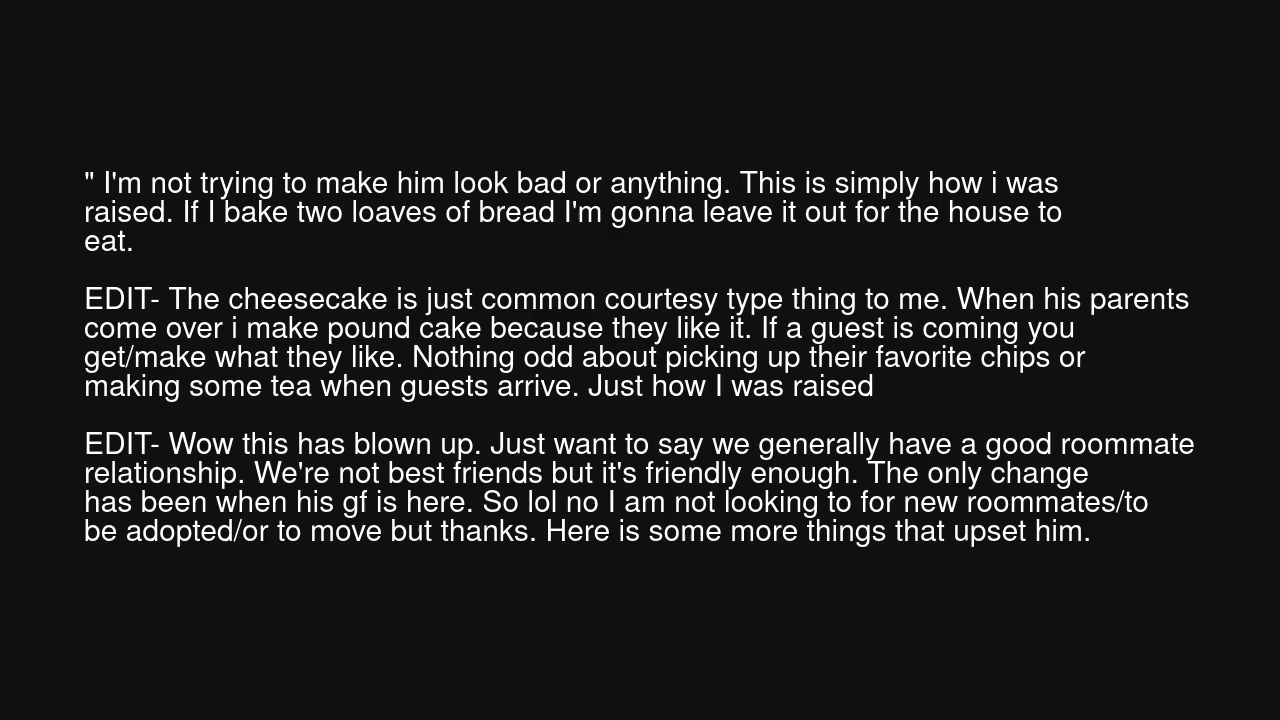 " I'm not trying to make him look bad or anything. This is simply how i was
raised. If I bake two loaves of bread I'm gonna leave it out for the house to
eat.
EDIT- The cheesecake is just common courtesy type thing to me. When his parents
come over i make pound cake because they like it. If a guest is coming you
get/make what they like. Nothing odd about picking up their favorite chips or
making some tea when guests arrive. Just how I was raised
EDIT- Wow this has blown up. Just want to say we generally have a good roommate
relationship. We're not best friends but it's friendly enough. The only change
has been when his gf is here. So lol no I am not looking to for new roommates/to
be adopted/or to move but thanks. Here is some more things that upset him.